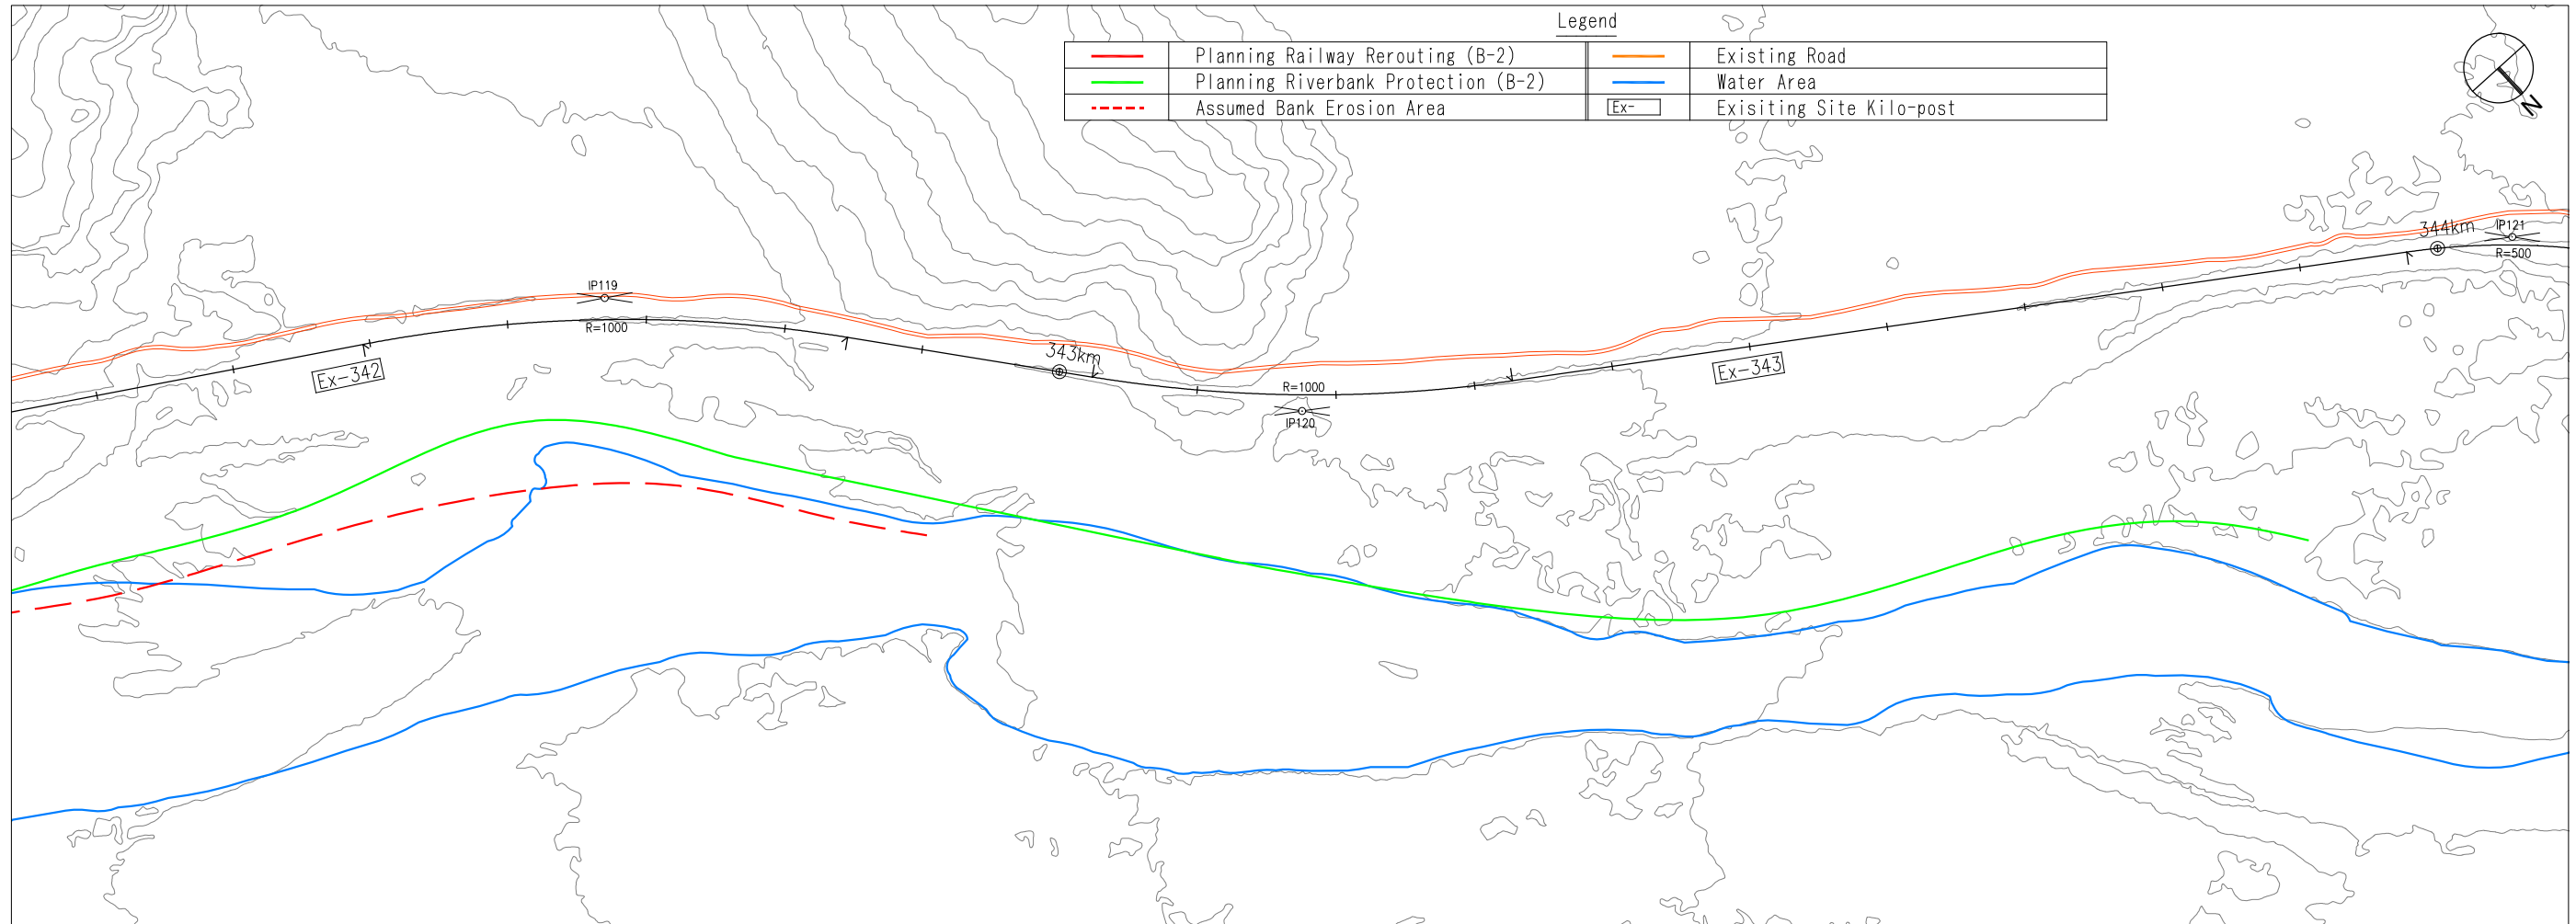 Legend
Planning Railway Rerouting (B-2)
Existing Road
Planning Riverbank Protection (B-2)
Water Area
Assumed Bank Erosion Area
Ex-
Exisiting Site Kilo-post
N
344km
IP121
R=500
IP119
R=1000
343km
Ex-342
Ex-343
R=1000
IP120